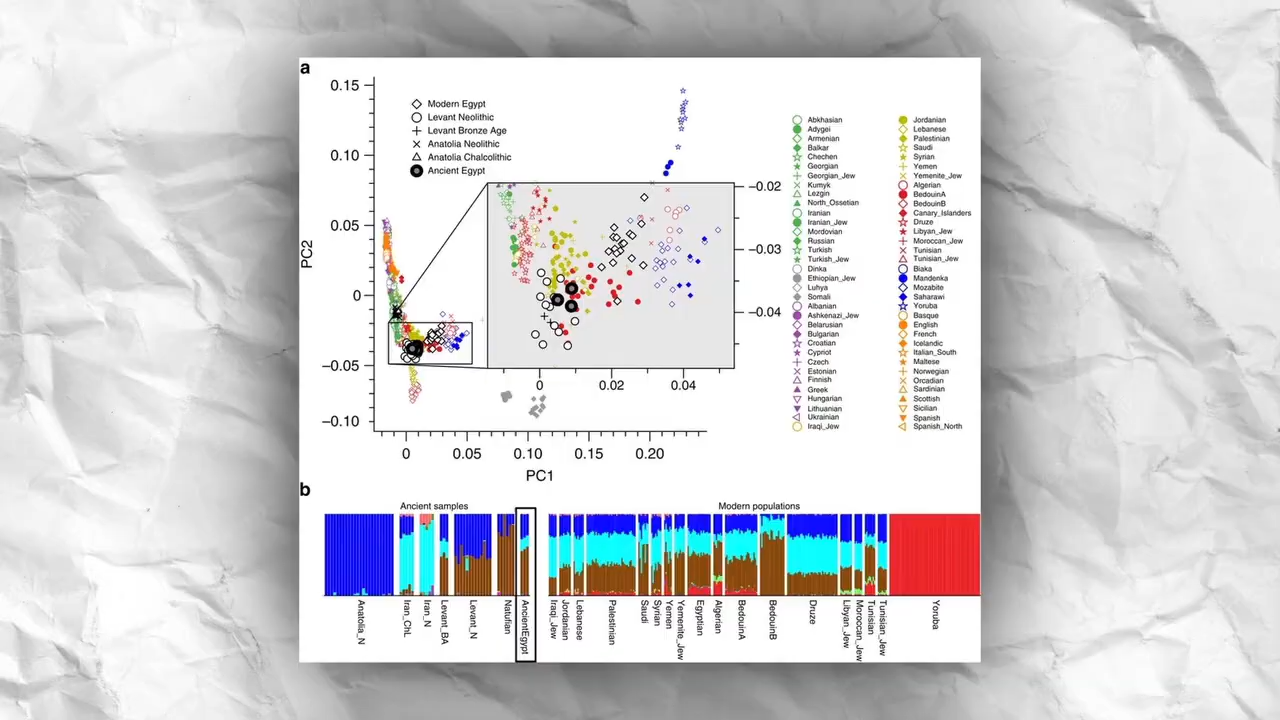 a
0.15
0.10
0.05
0
−0.05
−0.10
PC2
Modern Egypt
Levant Neolithic
Levant Bronze Age
Anatolia Neolithic
Anatolia Chalcolithic
Ancient Egypt
−0.02
−0.03
−0.04
0
0.02
0.04
0
0.05
0.10
0.15
0.20
PC1
Abkhasian
Adygei
Armenian
Balkar
Chechen
Georgian
Georgian_Jew
Kumyk
Lezgin
North_Ossetian
Iranian
Iranian_Jew
Mordovian
Russian
Turkish
Turkish_Jew
Dinka
Ethiopian_Jew
Luhya
Somali
Albanian
Ashkenazi_Jew
Belarusian
Bulgarian
Croatian
Cypriot
Czech
Estonian
Finnish
Greek
Hungarian
Lithuanian
Ukrainian
Iraqi_Jew
Jordanian
Lebanese
Palestinian
Saudi
Syrian
Yemen
Yemenite_Jew
Algerian
BedouinA
BedouinB
Canary_Islanders
Druze
Libyan_Jew
Moroccan_Jew
Tunisian
Tunisian_Jew
Biaka
Mandenka
Mozabite
Saharawi
Yoruba
Basque
English
French
Icelandic
Italian_South
Maltese
Norwegian
Orcadian
Sardinian
Scottish
Sicilian
Spanish
Spanish_North
b
Ancient samples
Modern populations
Anatolia_N
Iran_ChL
Iran_N
Levant_BA
Levant_N
Natufian
AncientEgypt
Iraqi_Jew
Jordanian
Lebanese
Palestinian
Saudi
Syrian
Yemen
Yemenite_Jew
Egyptian
Algerian
BedouinA
BedouinB
Druze
Libyan_Jew
Moroccan_Jew
Tunisian
Tunisian_Jew
Yoruba